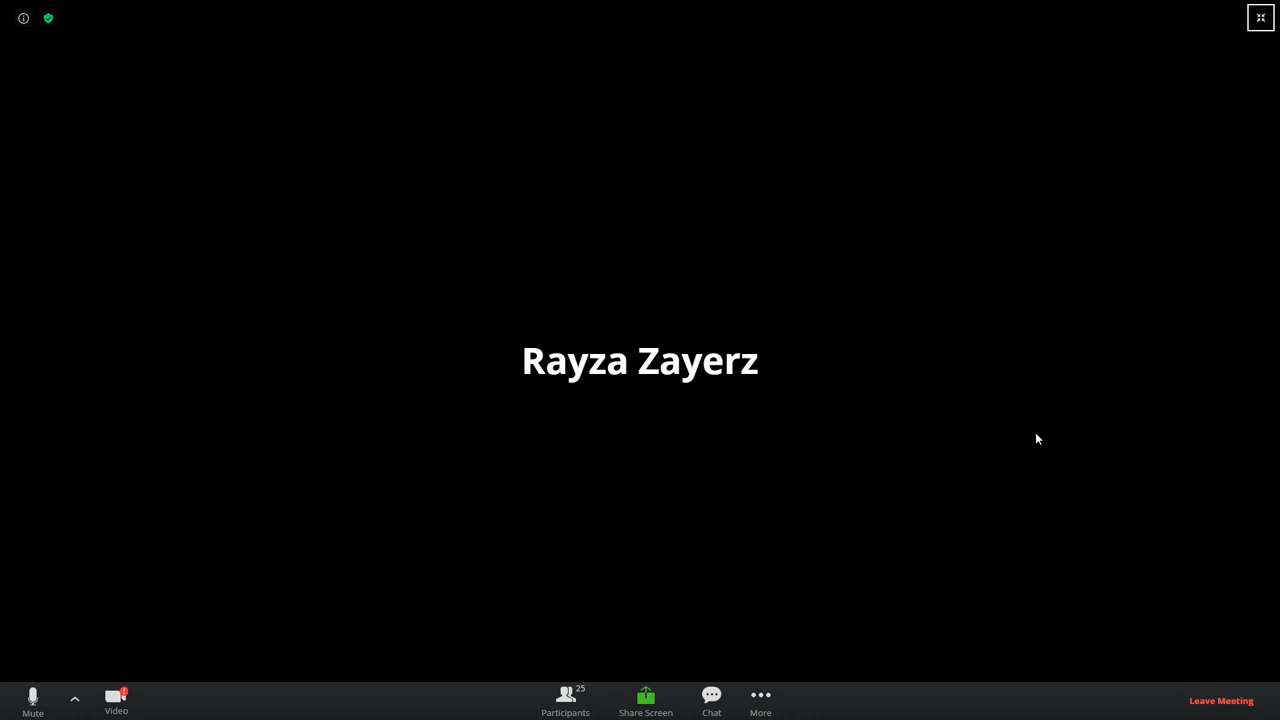 Rayza Zayerz
Mute
Video
Participants
25
Share Screen
Chat
More
Leave Meeting